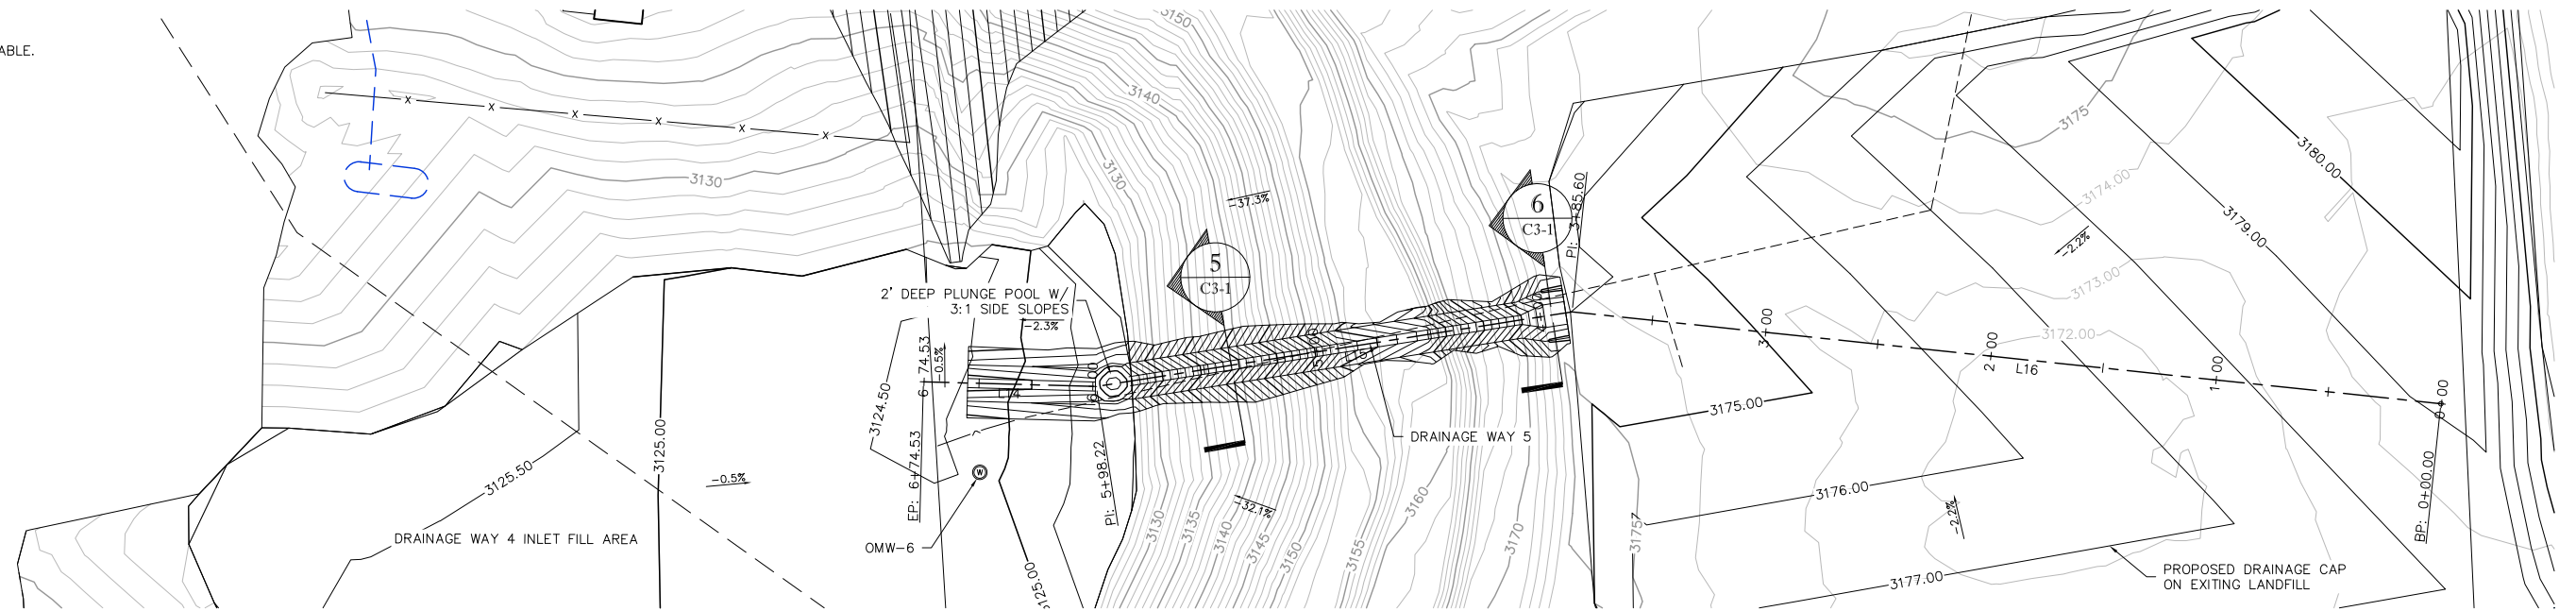 ABLE.
3150
3140
3130
3130
3175
3180.00
3174.00
3179.00
3173.00
3172.00
-37.3%
-2.2%
6
C3-1
PI: 3+85.60
5
C3-1
2' DEEP PLUNGE POOL W/
3:1 SIDE SLOPES
-2.3%
-0.5%
6+74.53
EP: 6+74.53
3124.50
L14
6+00
PI: 5+98.22
5+00
L15
3+00
2+00
L16
1+00
0+00
BP: 0+00.00
DRAINAGE WAY 5
3175.00
3176.00
3177.00
3175
-2.2%
PROPOSED DRAINAGE CAP
ON EXITING LANDFILL
3125.00
3125.50
-0.5%
DRAINAGE WAY 4 INLET FILL AREA
W
OMW-6
3125.00
3130
3135
3140
3145
3150
3155
3160
3170
-32.1%
X
X
X
X
X
X